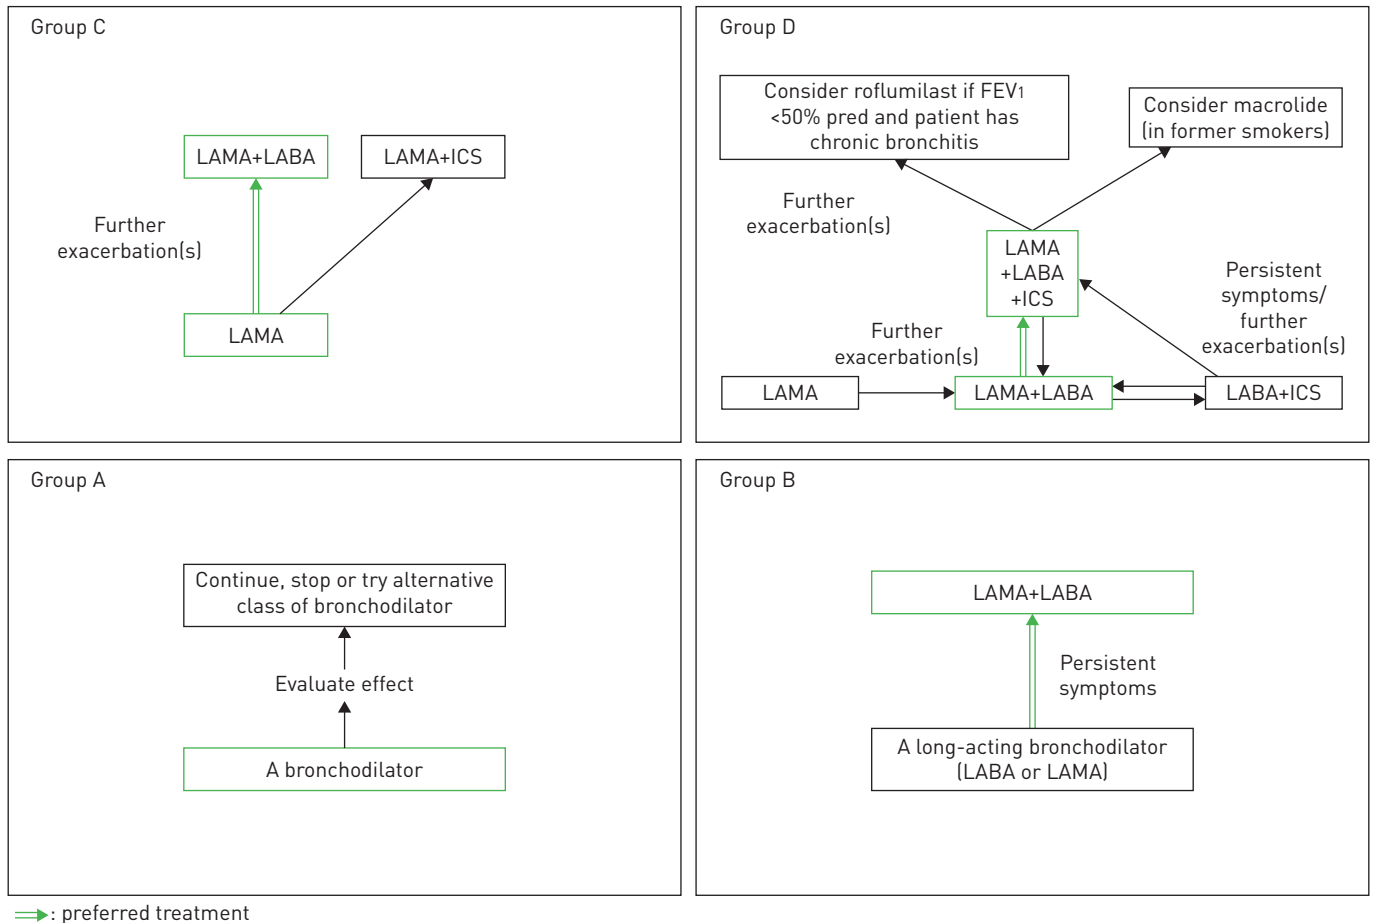 Group C
LAMA+LABA
LAMA+ICS
Further
exacerbation(s)
LAMA
Group D
Consider roflumilast if FEV1
<50% pred and patient has
chronic bronchitis
Consider macrolide
(in former smokers)
Further
exacerbation(s)
LAMA
+LABA
+ICS
Persistent
symptoms/
further
exacerbation(s)
Further
exacerbation(s)
LAMA
LAMA+LABA
LABA+ICS
Group A
Continue, stop or try alternative
class of bronchodilator
Evaluate effect
A bronchodilator
Group B
LAMA+LABA
Persistent
symptoms
A long-acting bronchodilator
(LABA or LAMA)
: preferred treatment